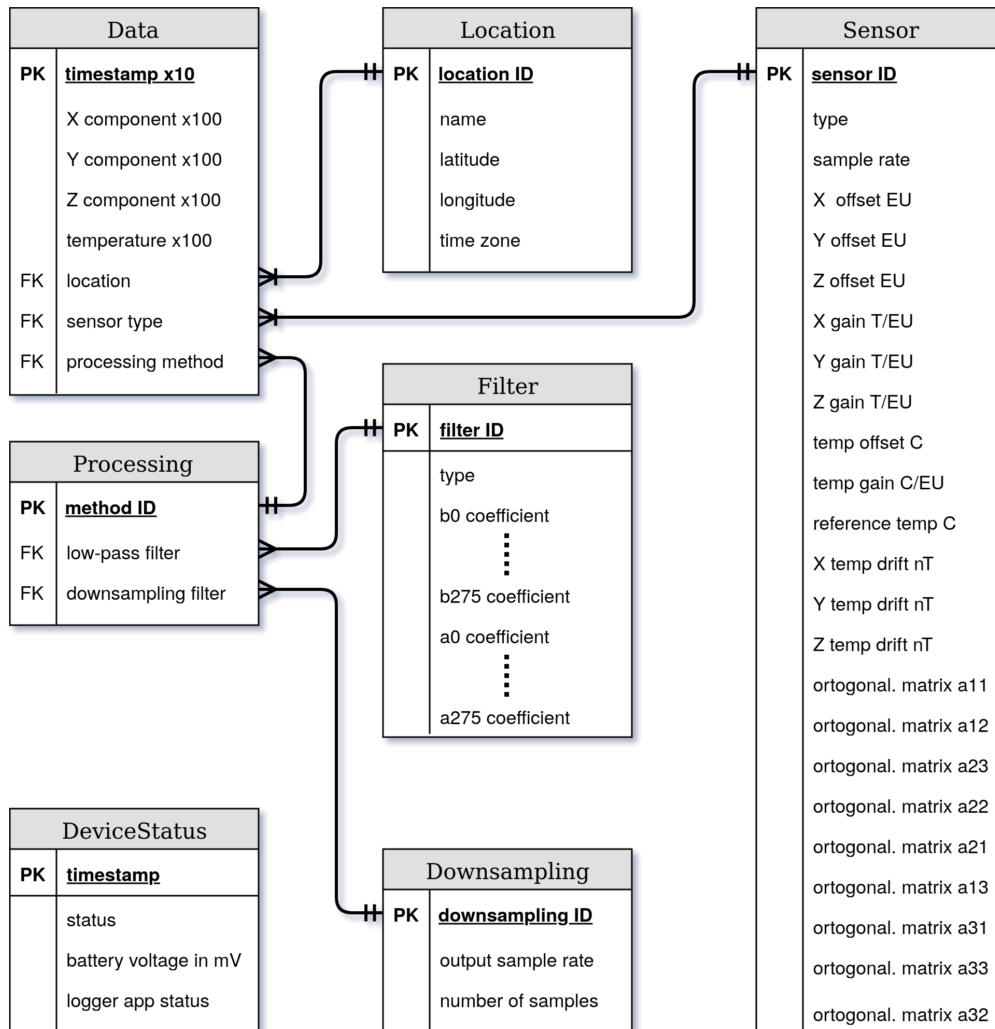 Data
PK timestamp x10
X component x100
Y component x100
Z component x100
temperature x100
FK location
FK sensor type
FK processing method
Location
PK location ID
name
latitude
longitude
time zone
Sensor
PK sensor ID
type
sample rate
X offset EU
Y offset EU
Z offset EU
X gain T/EU
Y gain T/EU
Z gain T/EU
temp offset C
temp gain C/EU
reference temp C
X temp drift nT
Y temp drift nT
Z temp drift nT
ortogonal. matrix a11
ortogonal. matrix a12
ortogonal. matrix a23
ortogonal. matrix a22
ortogonal. matrix a21
ortogonal. matrix a13
ortogonal. matrix a31
ortogonal. matrix a33
ortogonal. matrix a32
Processing
PK method ID
FK low-pass filter
FK downsampling filter
Filter
PK filter ID
type
b0 coefficient
b275 coefficient
a0 coefficient
a275 coefficient
DeviceStatus
PK timestamp
status
battery voltage in mV
logger app status
Downsampling
PK downsampling ID
output sample rate
number of samples